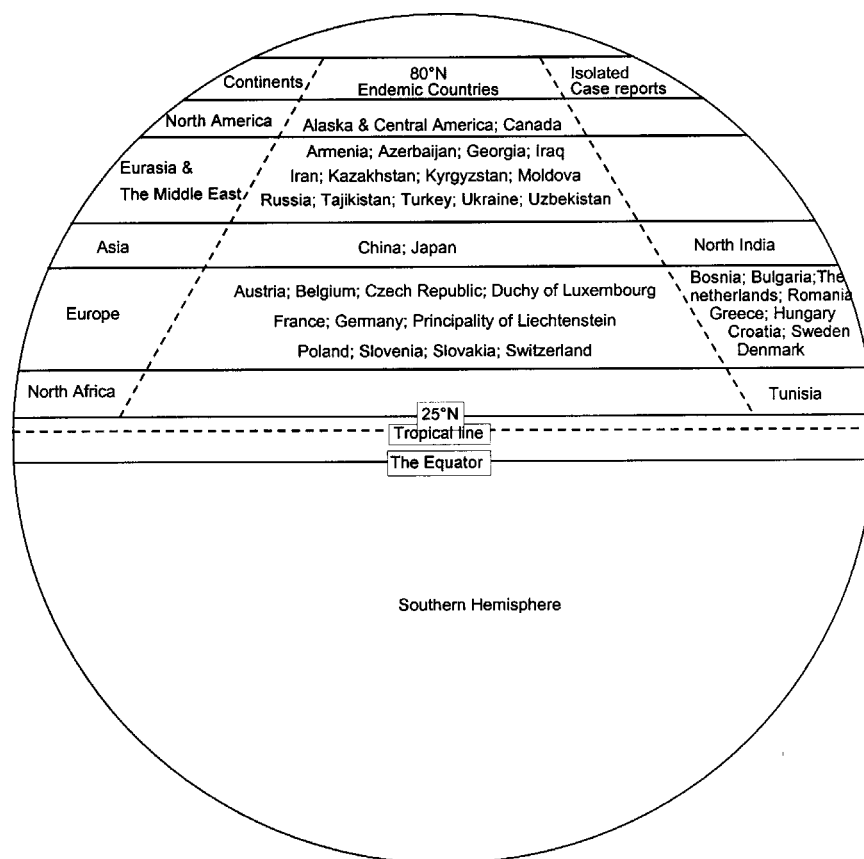 Continents
80°N
Endemic Countries
Isolated
Case reports
North America
Alaska & Central America; Canada
Eurasia &
The Middle East
Armenia; Azerbaijan; Georgia; Iraq
Iran; Kazakhstan; Kyrgyzstan; Moldova
Russia; Tajikistan; Turkey; Ukraine; Uzbekistan
Asia
China; Japan
North India
Europe
Austria; Belgium; Czech Republic; Duchy of Luxembourg
France; Germany; Principality of Liechtenstein
Poland; Slovenia; Slovakia; Switzerland
Bosnia; Bulgaria;The
netherlands; Romania
Greece; Hungary
Croatia; Sweden
Denmark
North Africa
Tunisia
25°N
Tropical line
The Equator
Southern Hemisphere